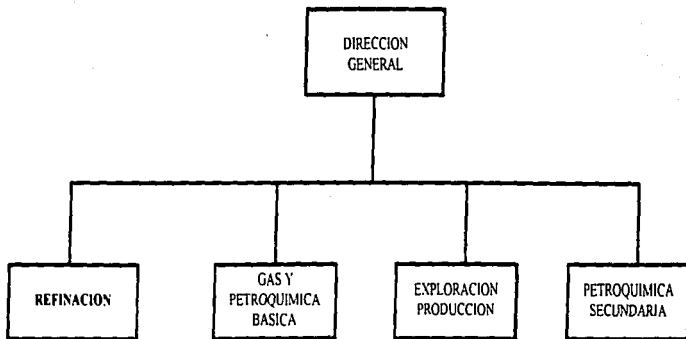 DIRECCION
GENERAL
REFINACION
GAS Y
PETROQUIMICA
BASICA
EXPLORACION
PRODUCCION
PETROQUIMICA
SECUNDARIA